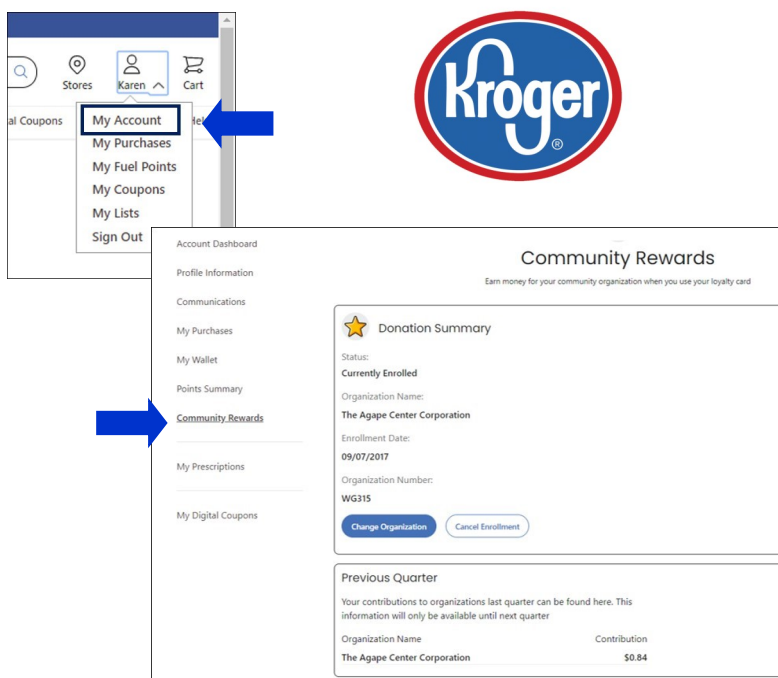 Stores
Karen
Cart
al Coupons
My Account
Hel
My Purchases
My Fuel Points
My Coupons
My Lists
Sign Out
Kroger
®
Account Dashboard
Profile Information
Communications
My Purchases
My Wallet
Points Summary
Community Rewards
My Prescriptions
My Digital Coupons
Community Rewards
Earn money for your community organization when you use your loyalty card
Donation Summary
Status:
Currently Enrolled
Organization Name:
The Agape Center Corporation
Enrollment Date:
09/07/2017
Organization Number:
WG315
Change Organization
Cancel Enrollment
Previous Quarter
Your contributions to organizations last quarter can be found here. This
information will only be available until next quarter
Organization Name Contribution
The Agape Center Corporation $0.84